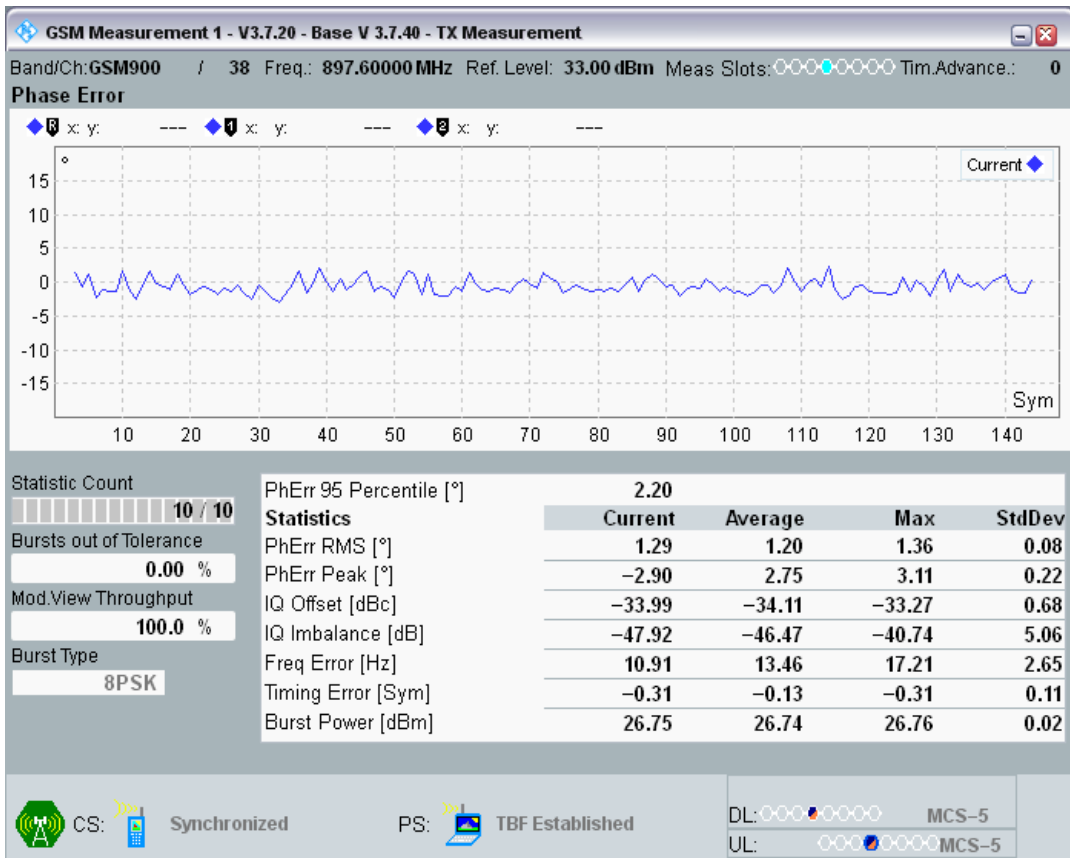 GSM Measurement 1 - V3.7.20 - Base V 3.7.40 - TX Measurement
Band/Ch:GSM900 / 38 Freq.: 897.60000 MHz Ref. Level: 33.00 dBm Meas Slots: Tim.Advance.: 0
Phase Error
R x: y: --- 1 x: y: --- 2 x: y: ---
° Current
15
10
5
0
-5
-10
-15
Sym
10 20 30 40 50 60 70 80 90 100 110 120 130 140
Statistic Count
10 / 10
Bursts out of Tolerance
0.00 %
Mod.View Throughput
100.0 %
Burst Type
8PSK
PhErr 95 Percentile [°] 2.20
Statistics Current Average Max StdDev
PhErr RMS [°] 1.29 1.20 1.36 0.08
PhErr Peak [°] −2.90 2.75 3.11 0.22
IQ Offset [dBc] −33.99 −34.11 −33.27 0.68
IQ Imbalance [dB] −47.92 −46.47 −40.74 5.06
Freq Error [Hz] 10.91 13.46 17.21 2.65
Timing Error [Sym] −0.31 −0.13 −0.31 0.11
Burst Power [dBm] 26.75 26.74 26.76 0.02
CS: Synchronized PS: TBF Established
DL: MCS−5
UL: MCS−5